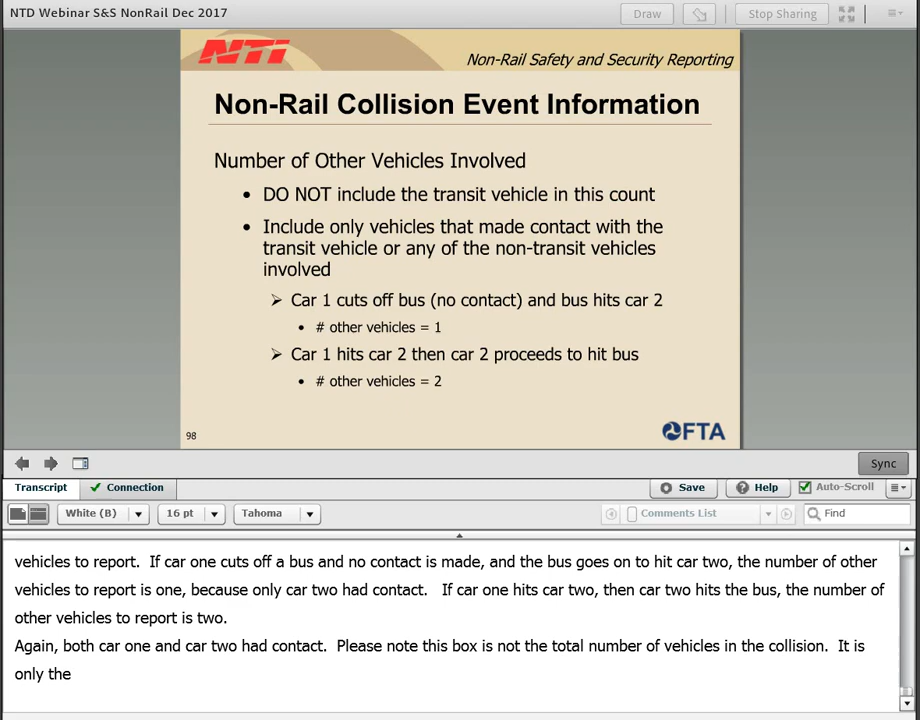 NTD Webinar S&S NonRail Dec 2017
Draw
Stop Sharing
NTI
Non-Rail Safety and Security Reporting
Non-Rail Collision Event Information
Number of Other Vehicles Involved
• DO NOT include the transit vehicle in this count
• Include only vehicles that made contact with the
transit vehicle or any of the non-transit vehicles
involved
➢ Car 1 cuts off bus (no contact) and bus hits car 2
• # other vehicles = 1
➢ Car 1 hits car 2 then car 2 proceeds to hit bus
• # other vehicles = 2
98
FTA
Sync
Transcript
Connection
Save
Help
Auto-Scroll
White (B)
16 pt
Tahoma
Comments List
Find
vehicles to report.  If car one cuts off a bus and no contact is made, and the bus goes on to hit car two, the number of other
vehicles to report is one, because only car two had contact.   If car one hits car two, then car two hits the bus, the number of
other vehicles to report is two.
Again, both car one and car two had contact.  Please note this box is not the total number of vehicles in the collision.  It is
only the